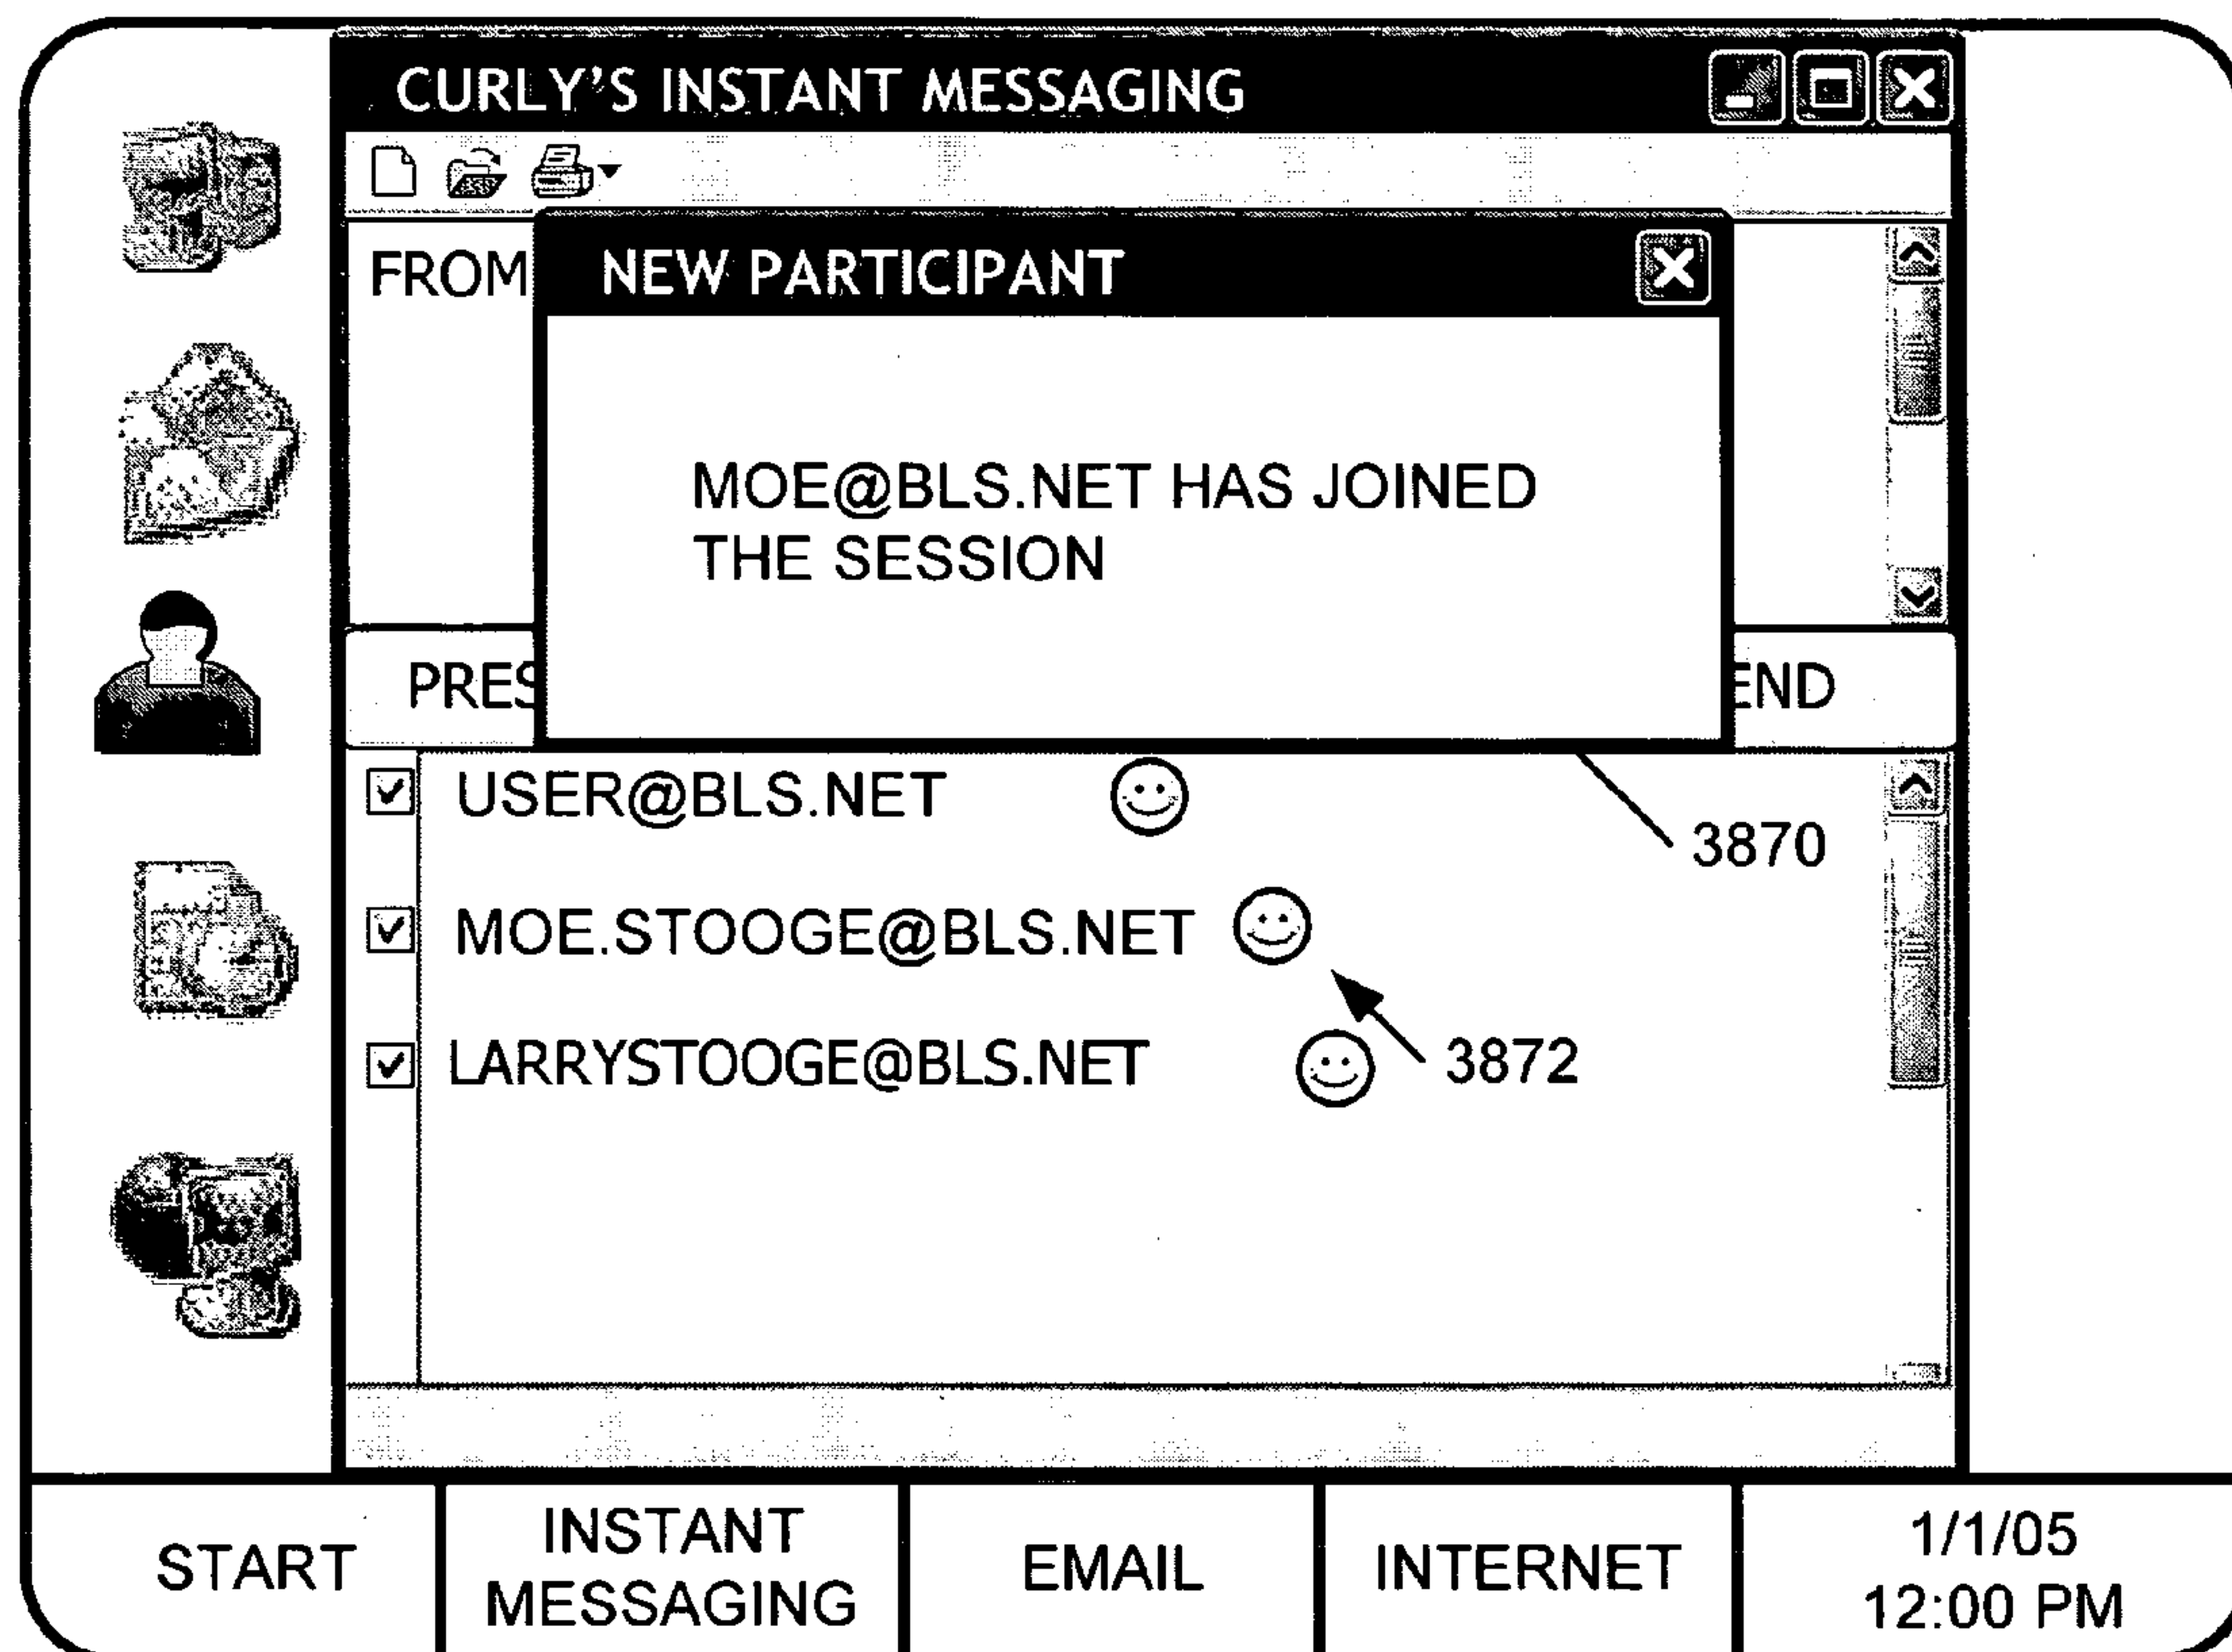 CURLY'S INSTANT MESSAGING
FROM
NEW PARTICIPANT
MOE@BLS.NET HAS JOINED
THE SESSION
PRES
END
USER@BLS.NET
3870
MOE.STOOGE@BLS.NET
LARRYSTOOGE@BLS.NET
3872
START
INSTANT
MESSAGING
EMAIL
INTERNET
1/1/05
12:00 PM